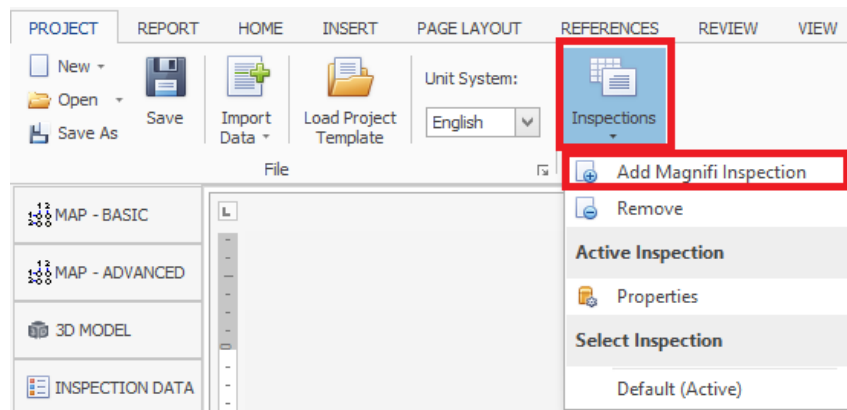 PROJECT REPORT HOME INSERT PAGE LAYOUT REFERENCES REVIEW VIEW
New
Open
Save As
Save
Import
Data
Load Project
Template
Unit System:
English
Inspections
File
Add Magnifi Inspection
Remove
Active Inspection
Properties
Select Inspection
Default (Active)
MAP - BASIC
MAP - ADVANCED
3D MODEL
INSPECTION DATA